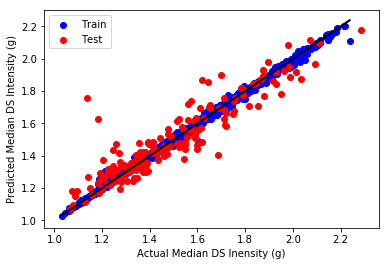 Train
Test
Predicted Median DS Intensity (g)
2.2
2.0
1.8
1.6
1.4
1.2
1.0
1.0 1.2 1.4 1.6 1.8 2.0 2.2
Actual Median DS Inensity (g)